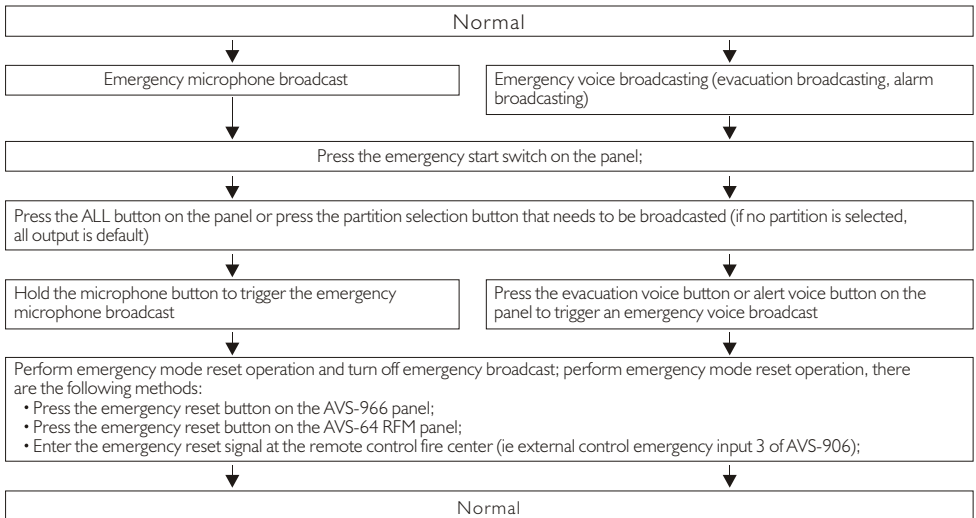 Normal
Emergency microphone broadcast
Emergency voice broadcasting (evacuation broadcasting, alarm
broadcasting)
Press the emergency start switch on the panel;
Press the ALL button on the panel or press the partition selection button that needs to be broadcasted (if no partition is selected,
all output is default)
Hold the microphone button to trigger the emergency
microphone broadcast
Press the evacuation voice button or alert voice button on the
panel to trigger an emergency voice broadcast
Perform emergency mode reset operation and turn off emergency broadcast; perform emergency mode reset operation, there
are the following methods:
• Press the emergency reset button on the AVS-966 panel;
• Press the emergency reset button on the AVS-64 RFM panel;
• Enter the emergency reset signal at the remote control fire center (ie external control emergency input 3 of AVS-906);
Normal